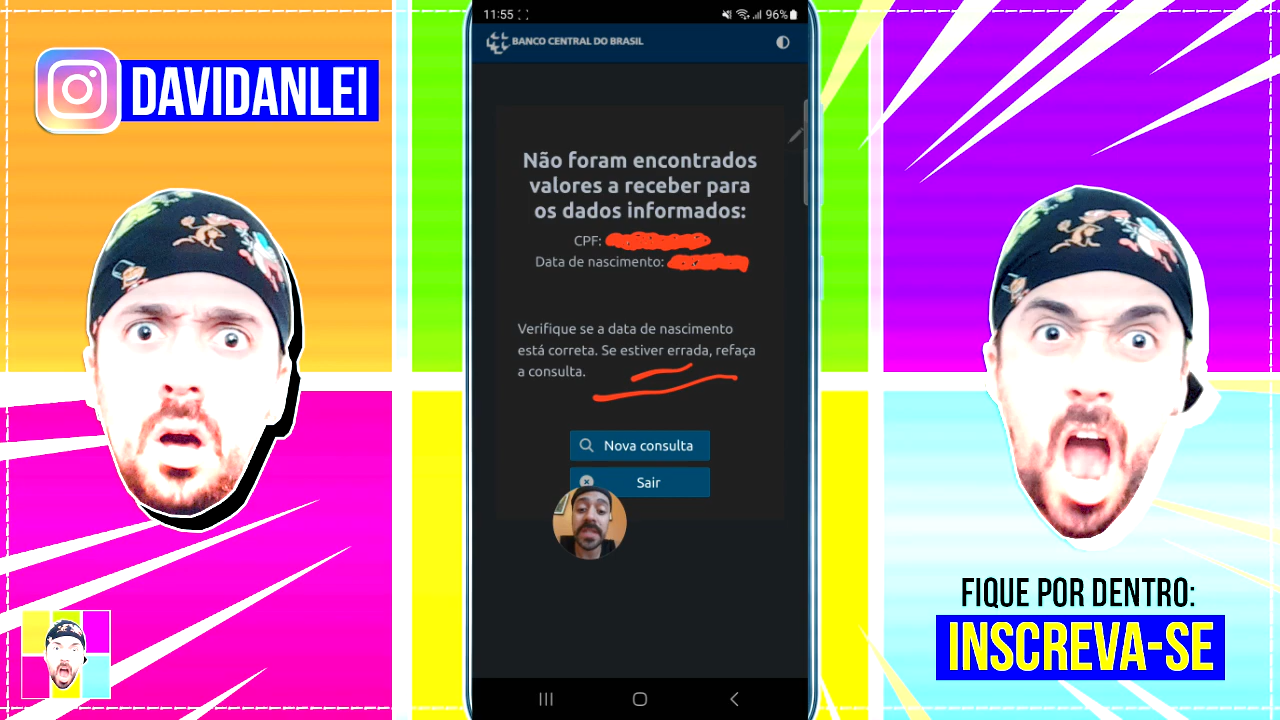 DAVIDANLEI
11:55
96%
BANCO CENTRAL DO BRASIL
Não foram encontrados
valores a receber para
os dados informados:
CPF:
Data de nascimento:
Verifique se a data de nascimento
está correta. Se estiver errada, refaça
a consulta.
Nova consulta
Sair
FIQUE POR DENTRO:
INSCREVA-SE